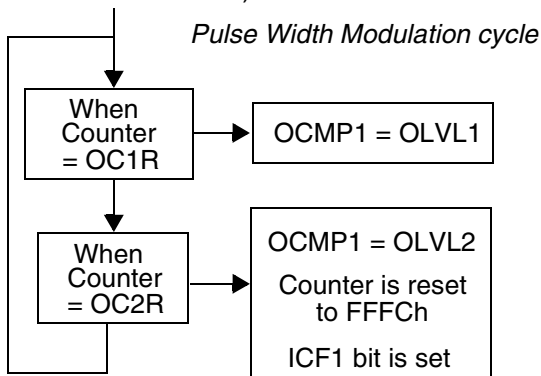 Pulse Width Modulation cycle
When
Counter
= OC1R
OCMP1 = OLVL1
When
Counter
= OC2R
OCMP1 = OLVL2
Counter is reset
to FFFCh
ICF1 bit is set